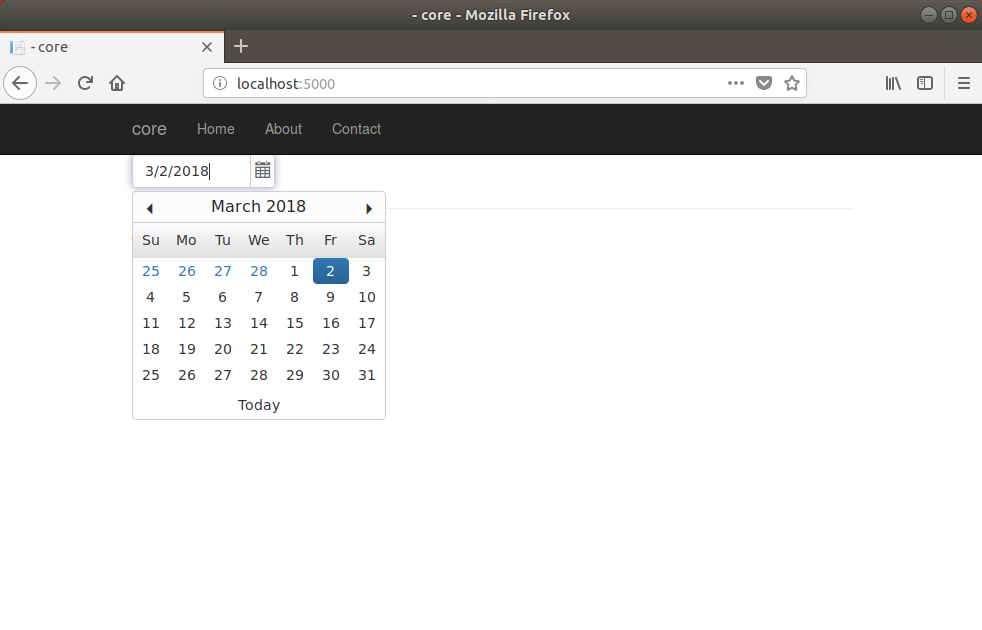 - core - Mozilla Firefox
- core
localhost:5000
core Home About Contact
3/2/2018
March 2018
Su Mo Tu We Th Fr Sa
25 26 27 28 1 2 3
4 5 6 7 8 9 10
11 12 13 14 15 16 17
18 19 20 21 22 23 24
25 26 27 28 29 30 31
Today